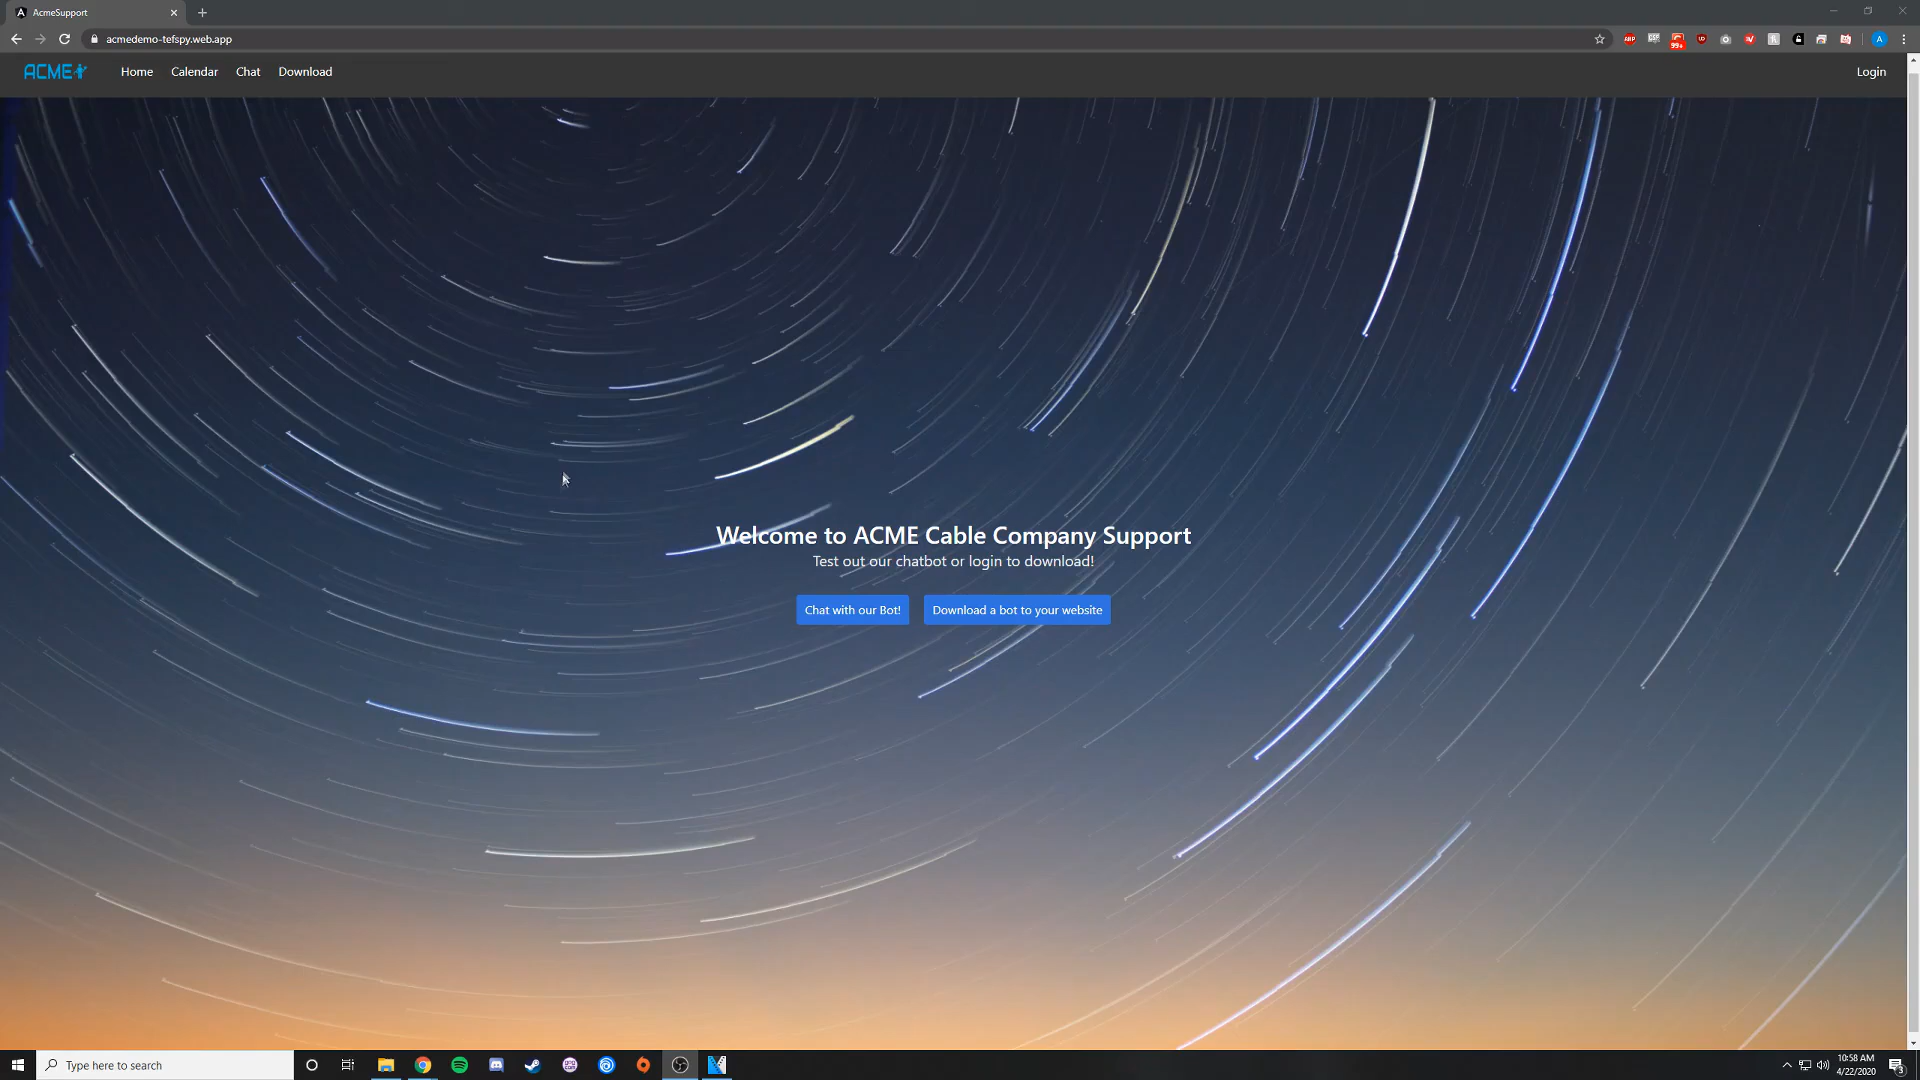 AcmeSupport
acmedemo-tefspy.web.app
99+
A
ACME
Home Calendar Chat Download
Login
Welcome to ACME Cable Company Support
Test out our chatbot or login to download!
Chat with our Bot! Download a bot to your website
Type here to search
10:58 AM
4/22/2020
3